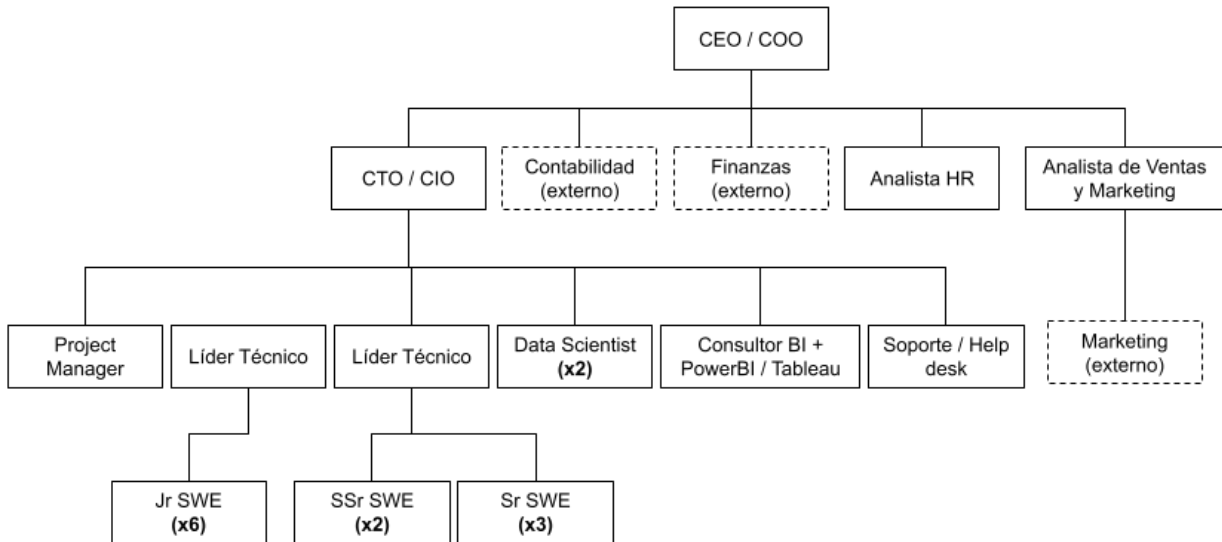 CEO / COO
CTO / CIO
Contabilidad
(externo)
Finanzas
(externo)
Analista HR
Analista de Ventas
y Marketing
Project
Manager
Líder Técnico
Líder Técnico
Data Scientist
(x2)
Consultor BI +
PowerBI / Tableau
Soporte / Help
desk
Marketing
(externo)
Jr SWE
(x6)
SSr SWE
(x2)
Sr SWE
(x3)